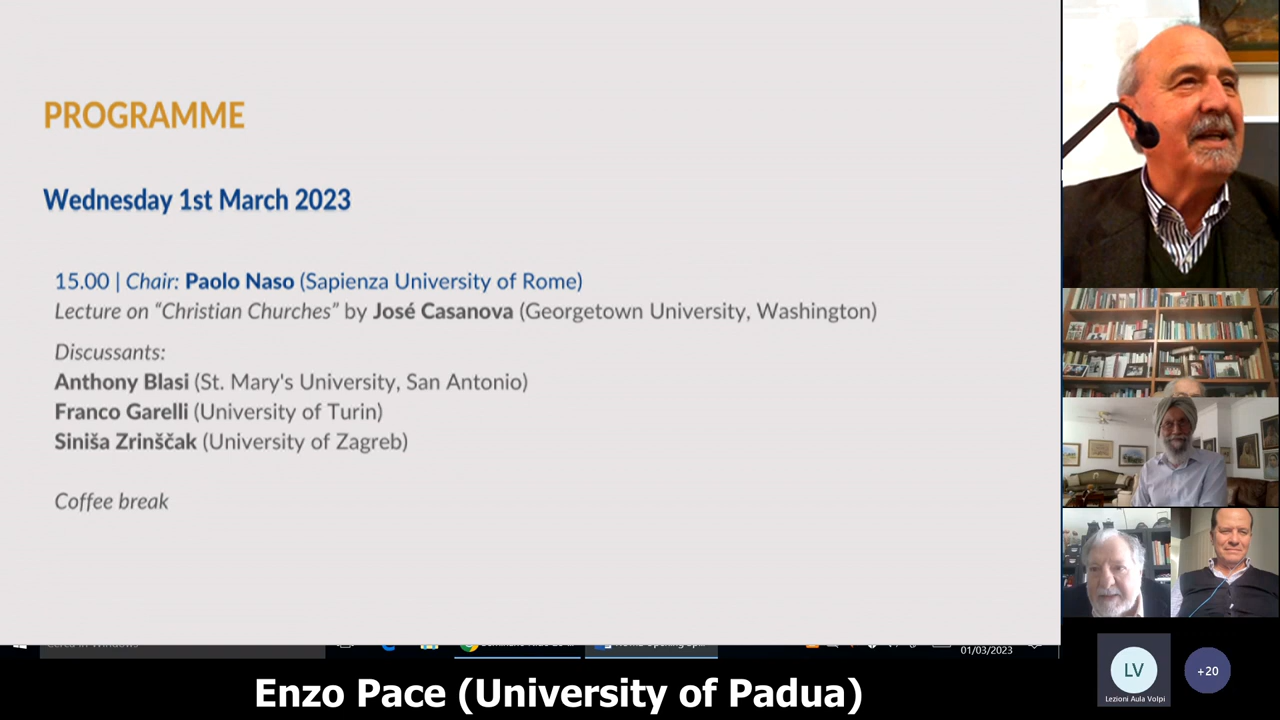 PROGRAMME
Wednesday 1st March 2023
15.00 | Chair: Paolo Naso (Sapienza University of Rome)
Lecture on “Christian Churches” by José Casanova (Georgetown University, Washington)
Discussants:
Anthony Blasi (St. Mary's University, San Antonio)
Franco Garelli (University of Turin)
Siniša Zrinščak (University of Zagreb)
Coffee break
01/03/2023
LV
Lezioni Aula Volpi
+20
Enzo Pace (University of Padua)